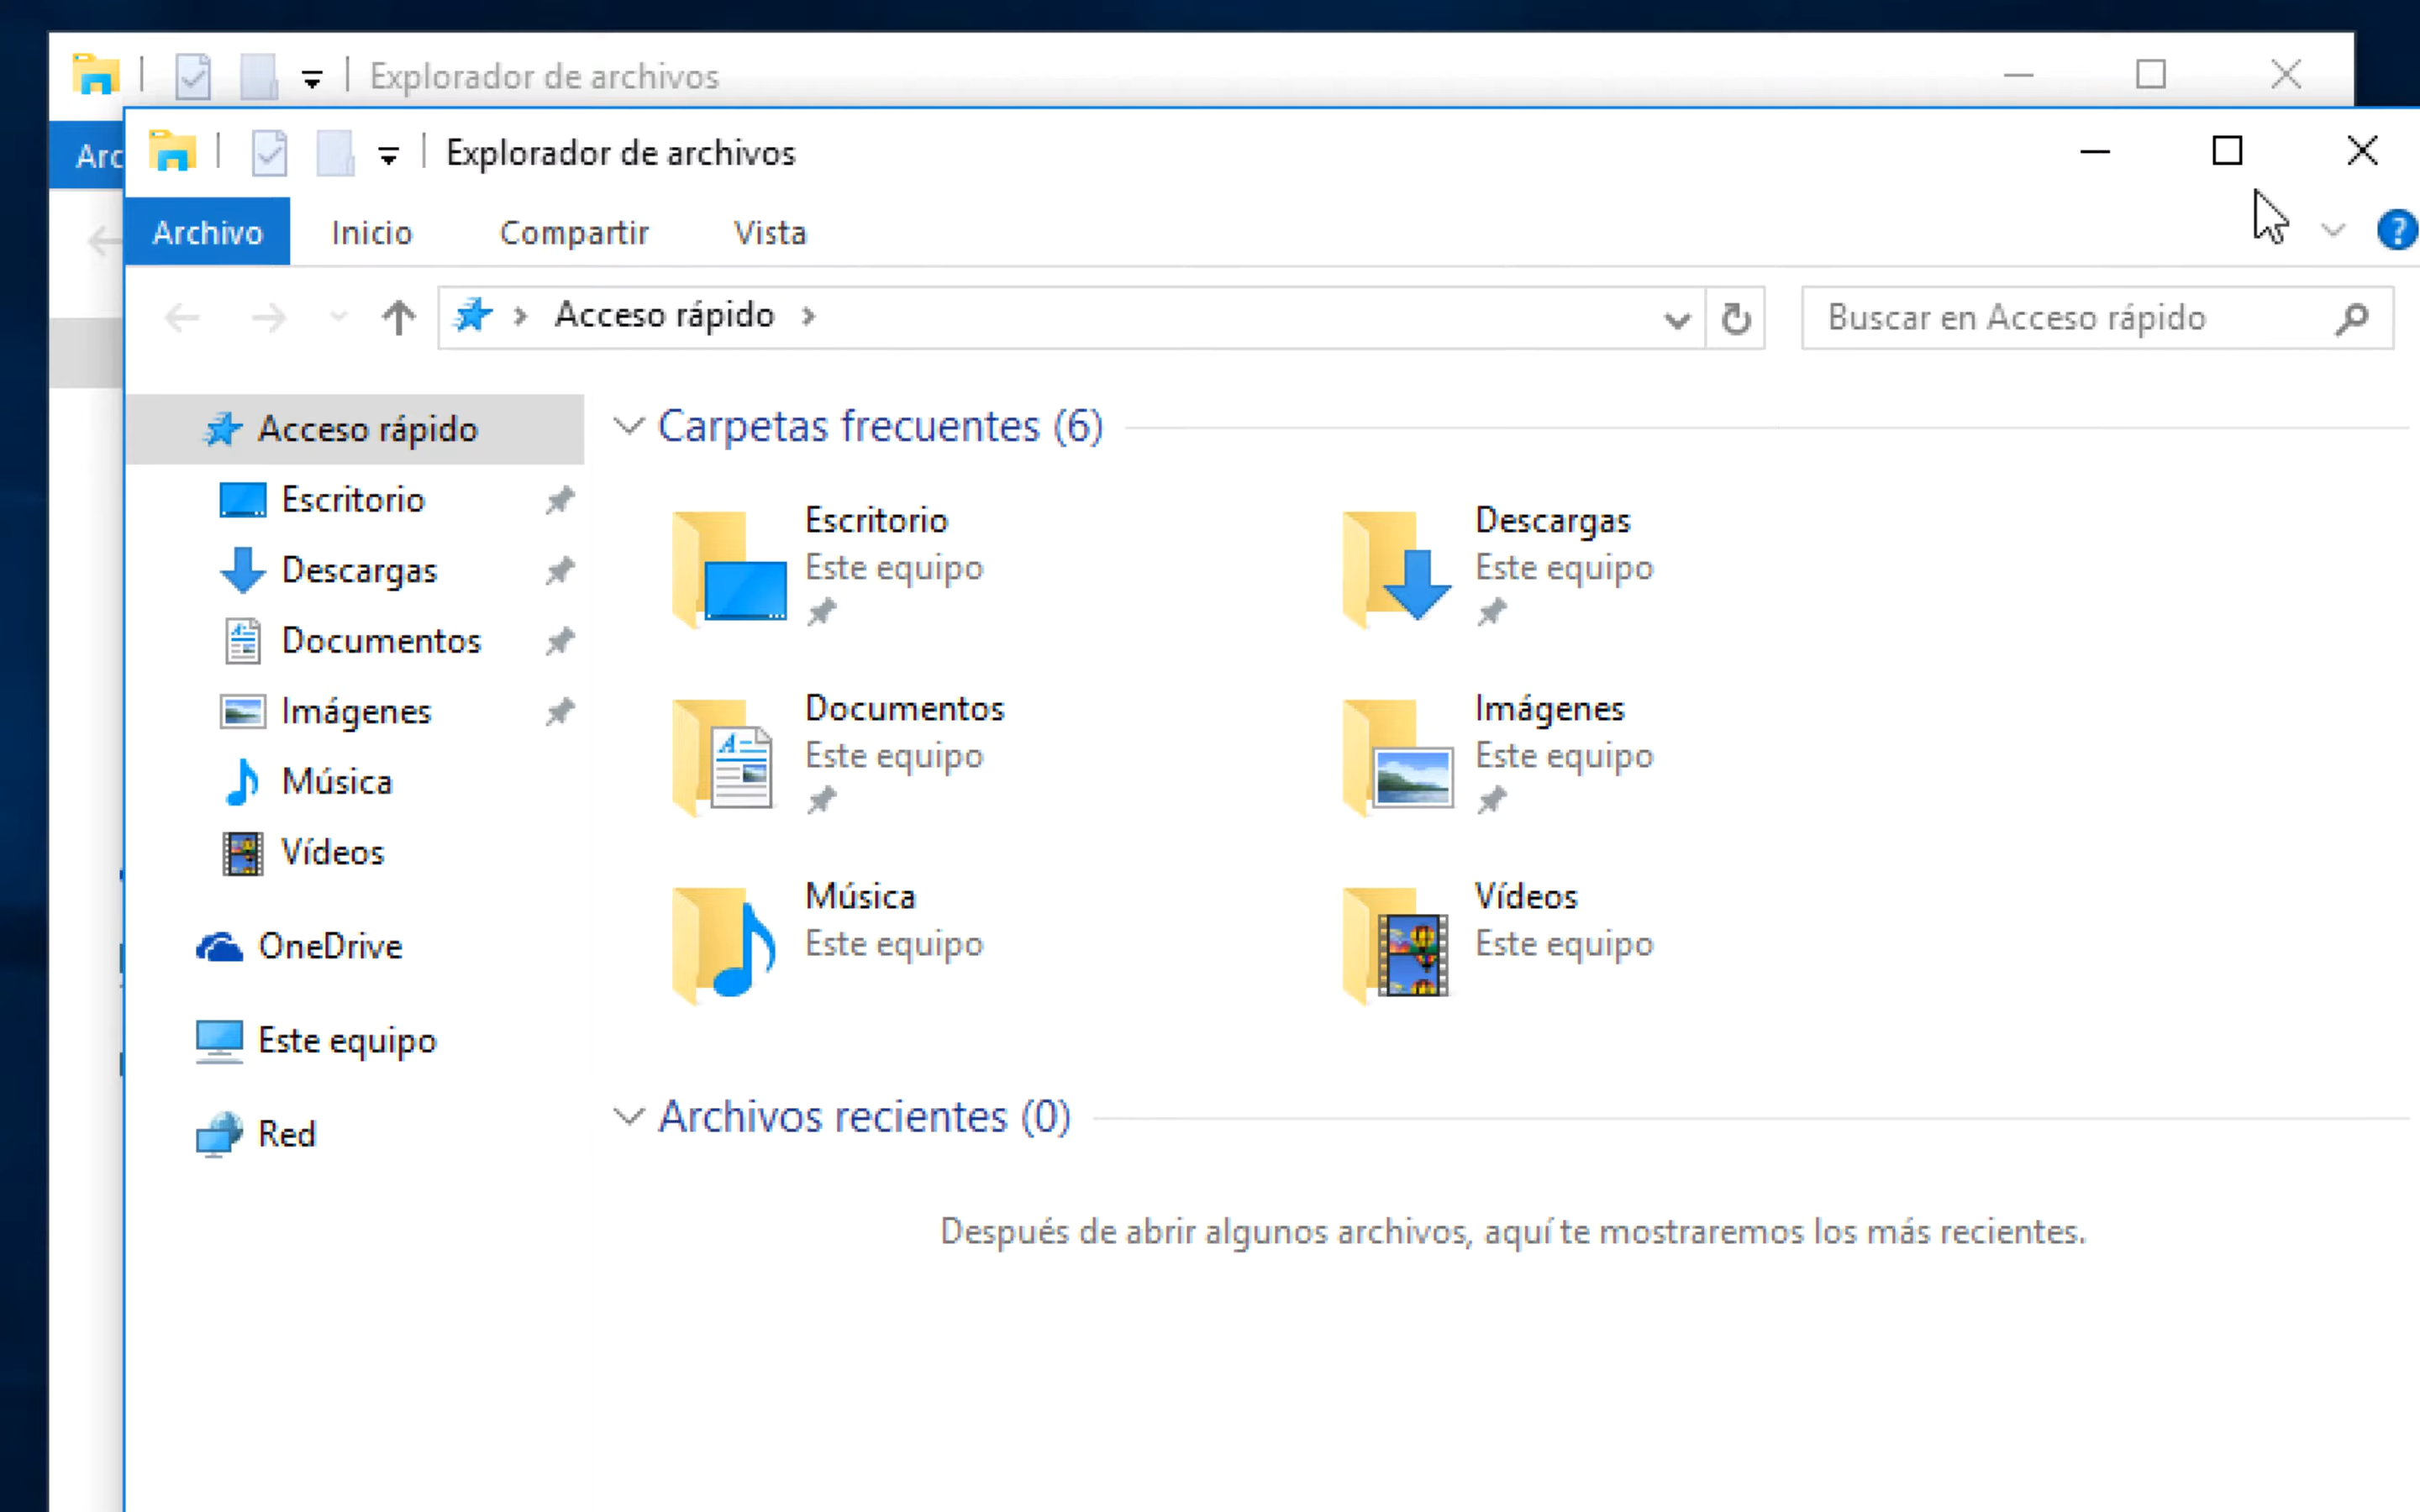 Explorador de archivos
Arc
Explorador de archivos
Archivo Inicio Compartir Vista
Acceso rápido
Buscar en Acceso rápido
Acceso rápido
Escritorio
Descargas
Documentos
Imágenes
Música
Vídeos
OneDrive
Este equipo
Red
Carpetas frecuentes (6)
Escritorio
Este equipo
Descargas
Este equipo
Documentos
Este equipo
Imágenes
Este equipo
Música
Este equipo
Vídeos
Este equipo
Archivos recientes (0)
Después de abrir algunos archivos, aquí te mostraremos los más recientes.